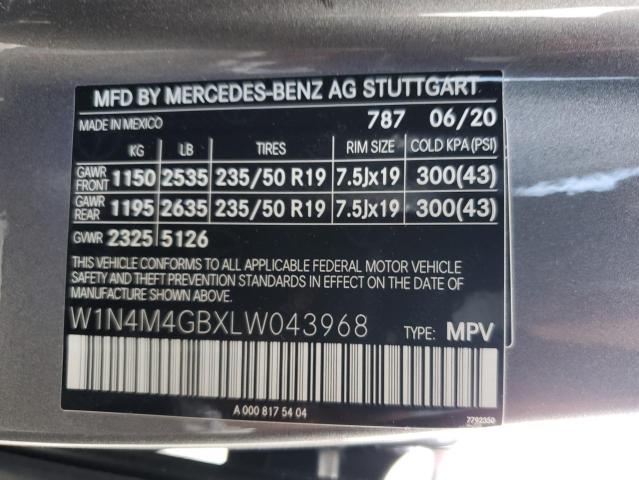 MFD BY MERCEDES-BENZ AG STUTTGART
MADE IN MEXICO 787 06/20
KG LB TIRES RIM SIZE COLD KPA (PSI)
GAWR FRONT 1150 2535 235/50 R19 7.5Jx19 300(43)
GAWR REAR 1195 2635 235/50 R19 7.5Jx19 300(43)
GVWR 2325 5126
THIS VEHICLE CONFORMS TO ALL APPLICABLE FEDERAL MOTOR VEHICLE
SAFETY AND THEFT PREVENTION STANDARDS IN EFFECT
ON THE DATE OF MANUFACTURE SHOWN ABOVE.
W1N4M4GBXLW043968 TYPE: MPV
A 000 817 54 04
7792350